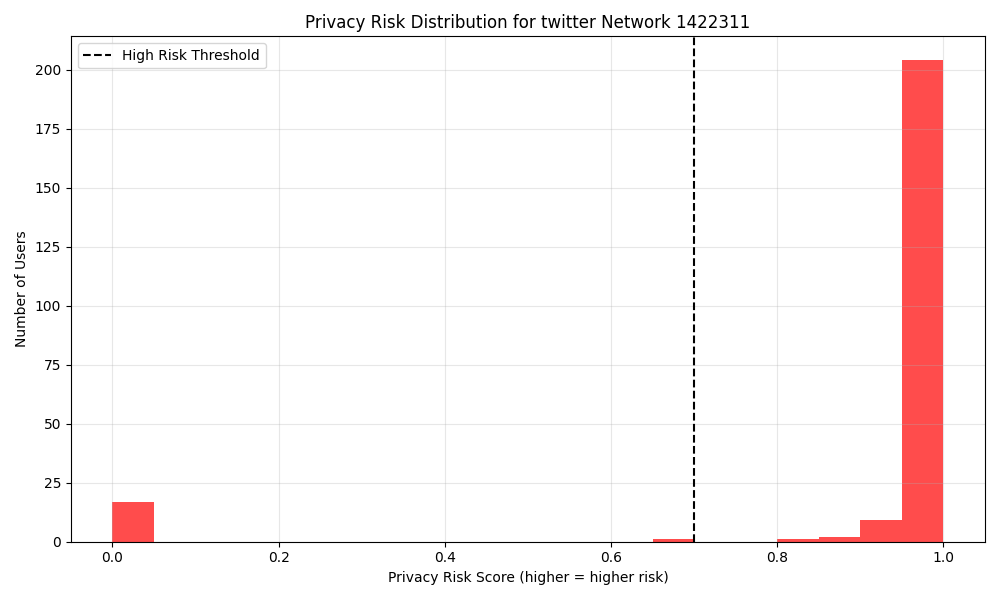 Privacy Risk Distribution for twitter Network 1422311
High Risk Threshold
200
175
150
125
100
75
50
25
0
Number of Users
0.0 0.2 0.4 0.6 0.8 1.0
Privacy Risk Score (higher = higher risk)